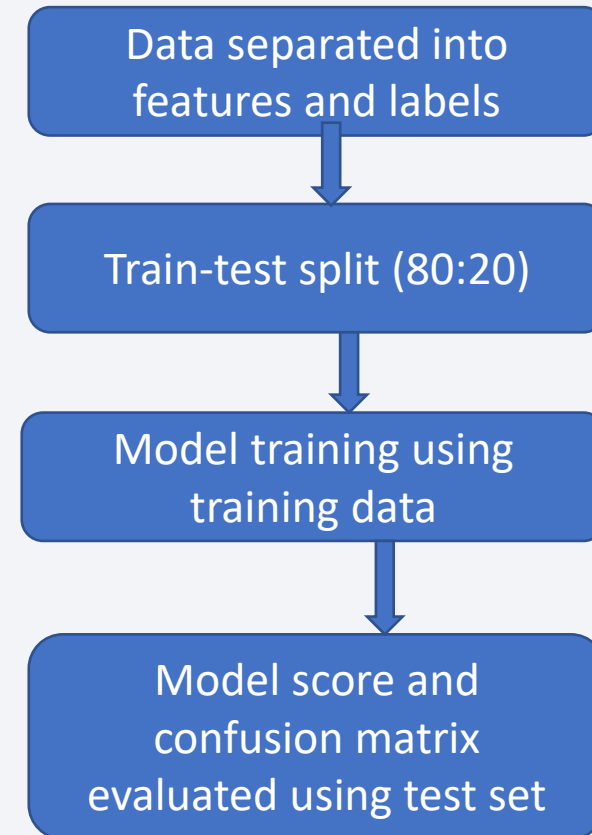 Data separated into
features and labels
Train-test split (80:20)
Model training using
training data
Model score and
confusion matrix
evaluated using test set